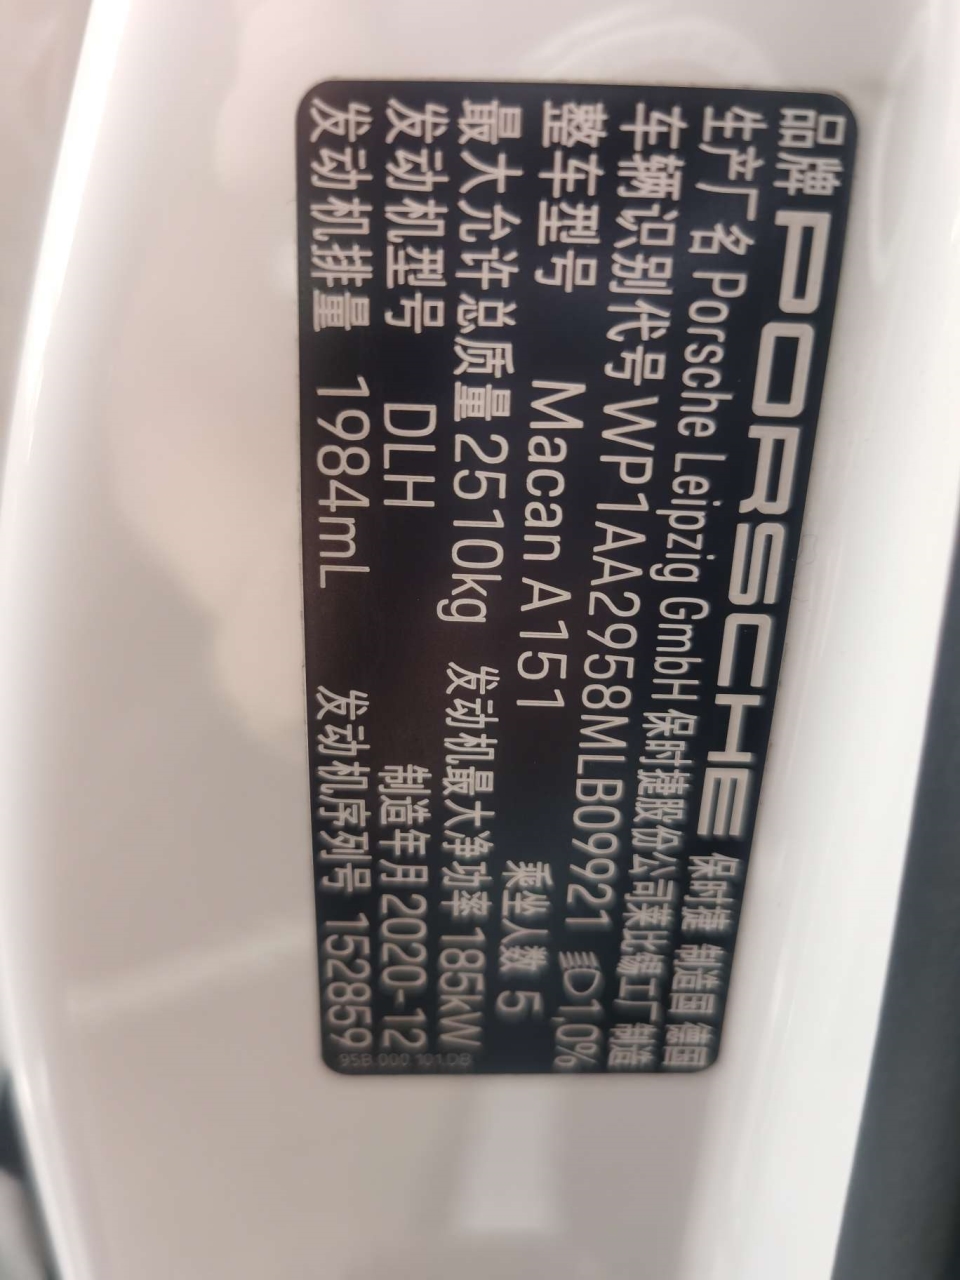 品牌 PORSCHE 保时捷 制造国 德国
生产厂名 Porsche Leipzig GmbH 保时捷股份公司莱比锡工厂制造
车辆识别代号 WP1AA2958MLB09921 1,0%
整车型号 Macan A151 乘坐人数 5
最大允许总质量 2510kg 发动机最大净功率 185kW
发动机型号 DLH 制造年月 2020-12
发动机排量 1984mL 发动机序列号 152859
95B 000 101 DB